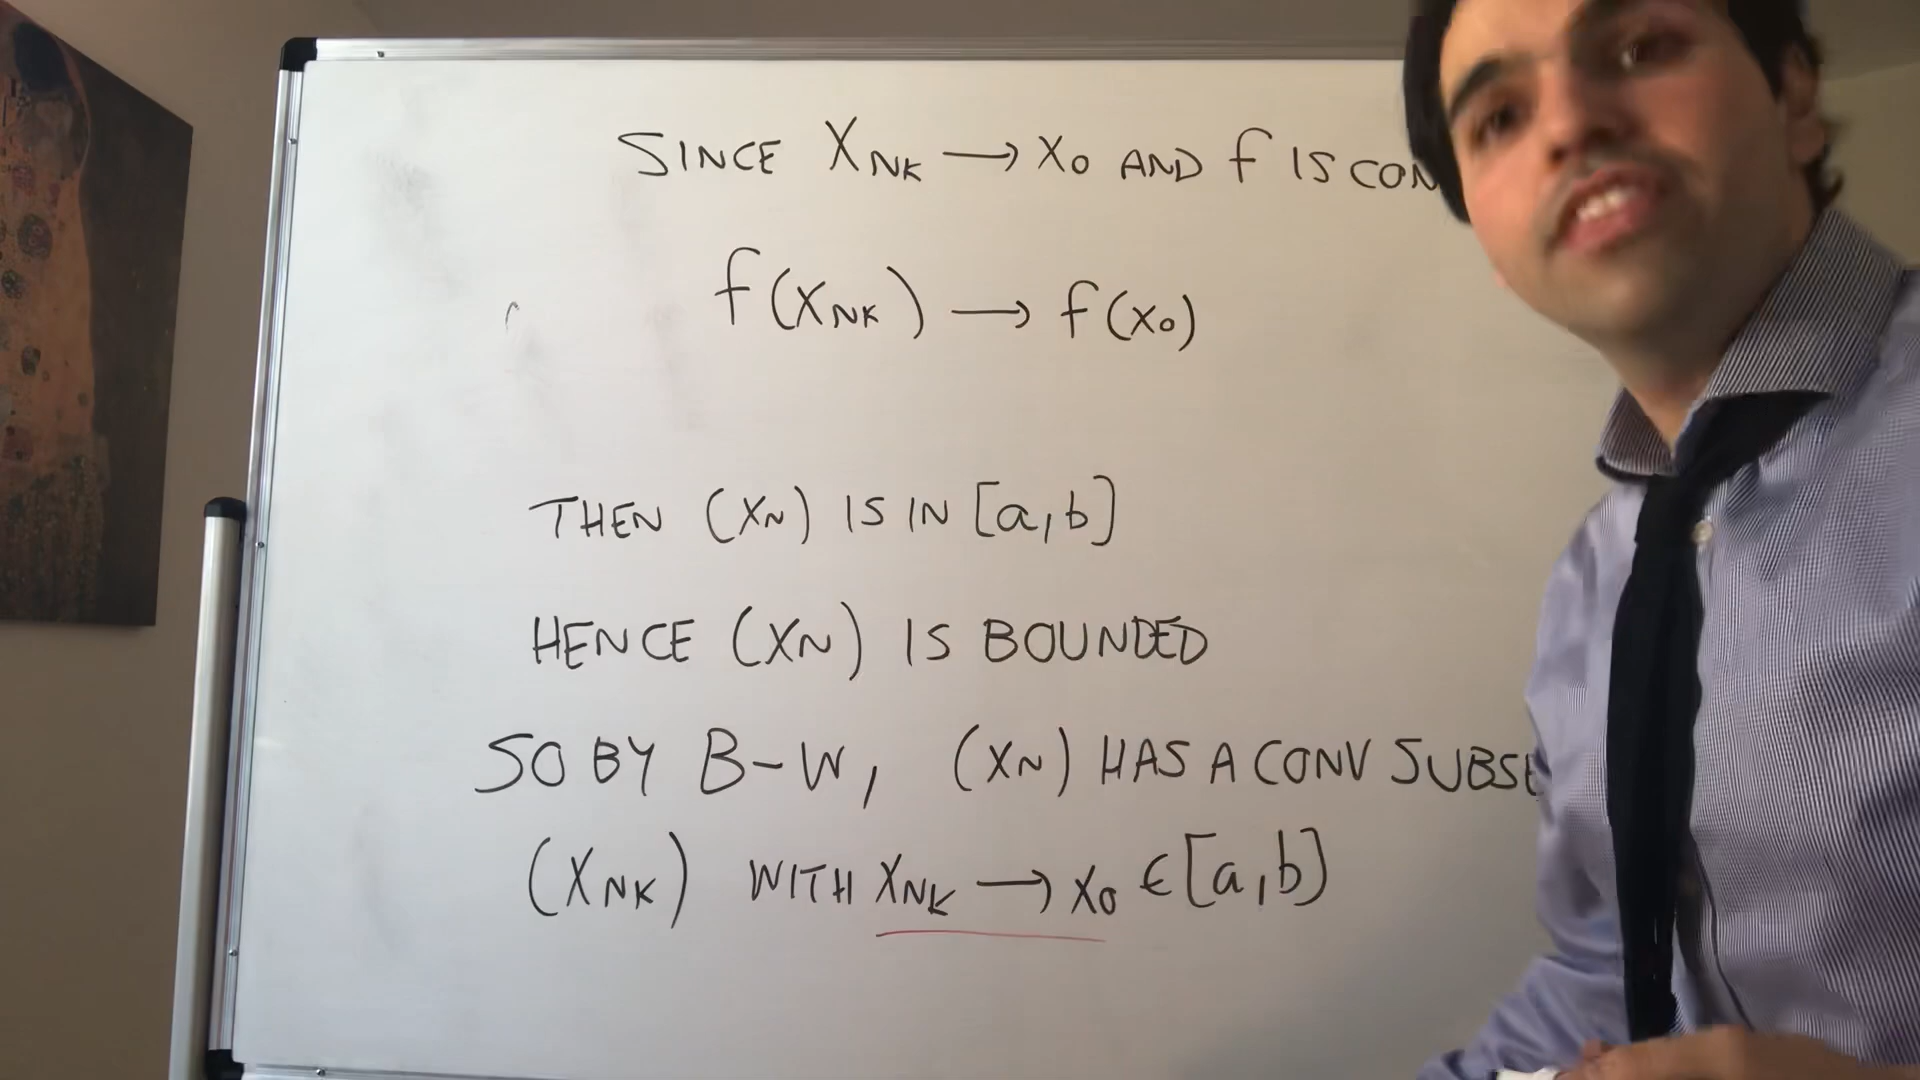 SINCE XNK → X0 AND f IS CON
f(XNK) → f(X0)
THEN (XN) IS IN [a,b]
HENCE (XN) IS BOUNDED
SO BY B-W, (XN) HAS A CONV SUBSE
(XNK) WITH XNK → X0 ∈ [a,b]